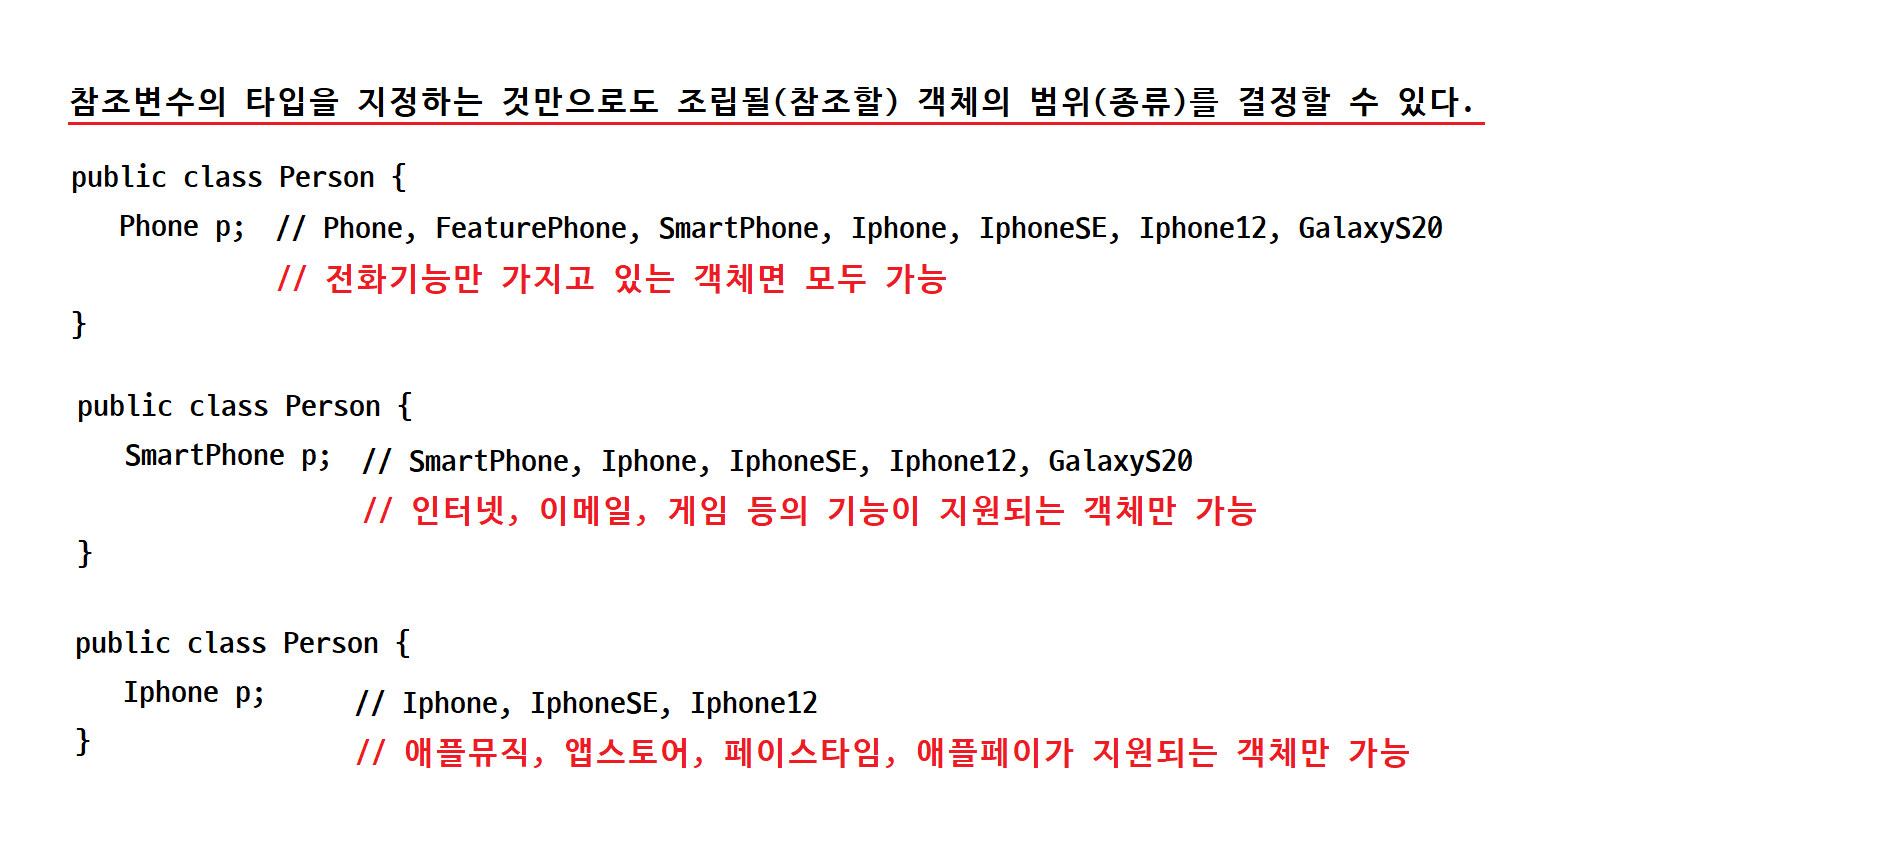 참조변수의 타입을 지정하는 것만으로도 조립될(참조할) 객체의 범위(종류)를 결정할 수 있다.
public class Person {
Phone p; // Phone, FeaturePhone, SmartPhone, Iphone, IphoneSE, Iphone12, GalaxyS20
// 전화기능만 가지고 있는 객체면 모두 가능
}
public class Person {
SmartPhone p; // SmartPhone, Iphone, IphoneSE, Iphone12, GalaxyS20
// 인터넷, 이메일, 게임 등의 기능이 지원되는 객체만 가능
}
public class Person {
Iphone p; // Iphone, IphoneSE, Iphone12
} // 애플뮤직, 앱스토어, 페이스타임, 애플페이가 지원되는 객체만 가능